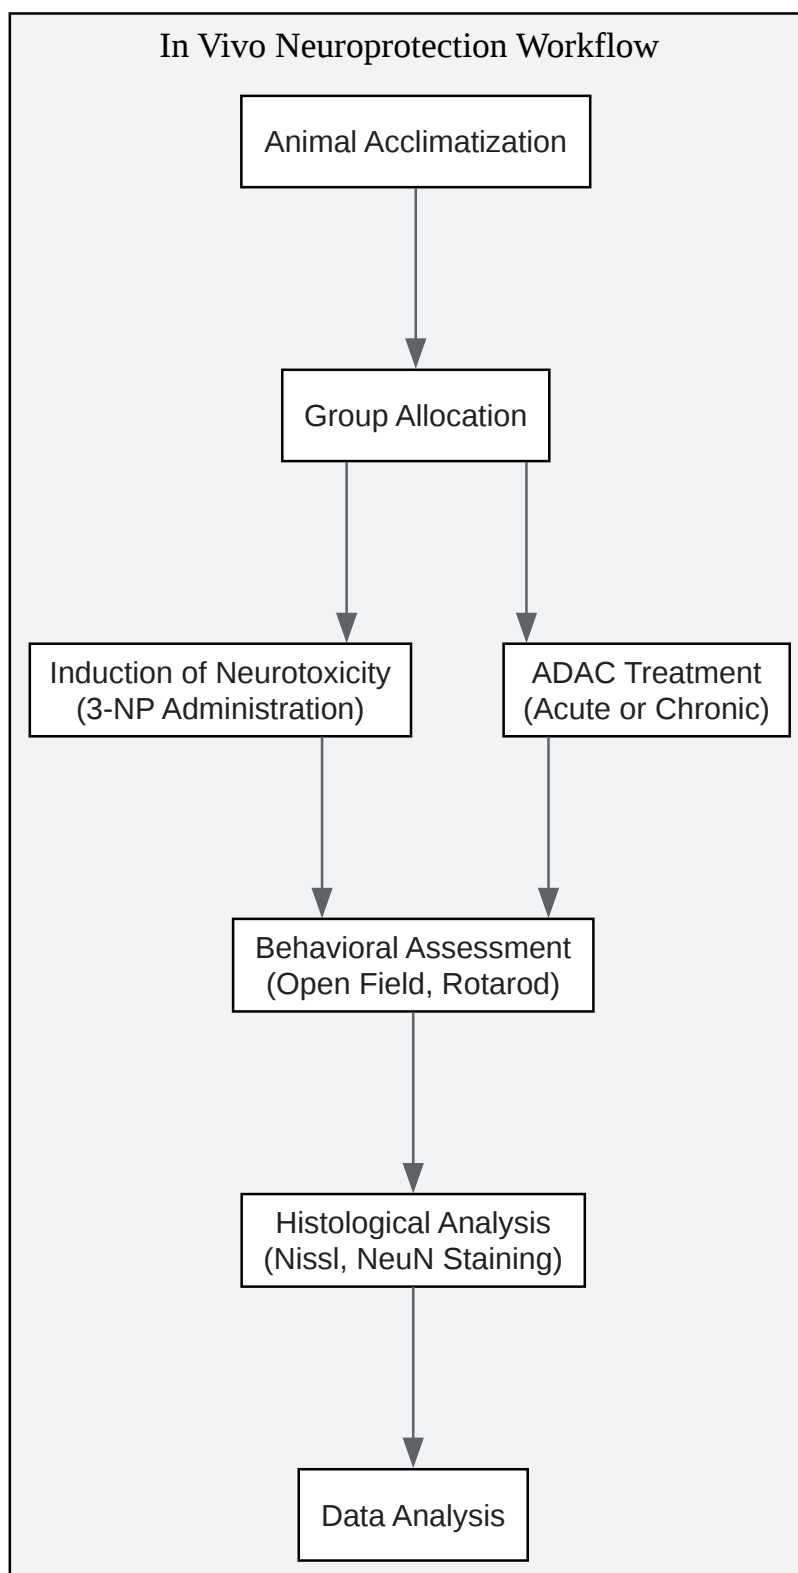 In Vivo Neuroprotection Workflow
Animal Acclimatization
Group Allocation
Induction of Neurotoxicity
(3-NP Administration)
ADAC Treatment
(Acute or Chronic)
Behavioral Assessment
(Open Field, Rotarod)
Histological Analysis
(Nissl, NeuN Staining)
Data Analysis